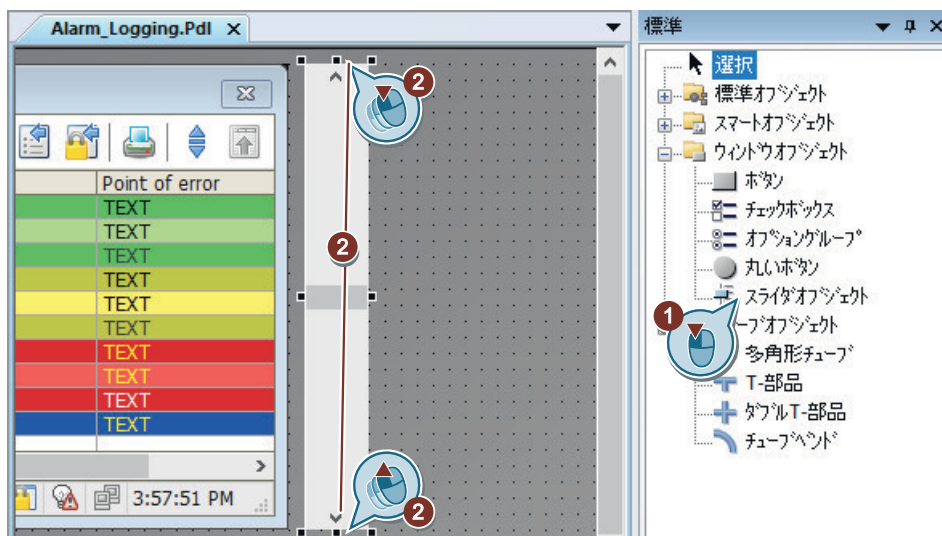 Alarm_Logging.Pdl
標準
2
Point of error
TEXT
TEXT
TEXT
TEXT
TEXT
TEXT
TEXT
TEXT
TEXT
TEXT
3:57:51 PM
2
2
選択
標準オブジェクト
スマートオブジェクト
ウィンドウオブジェクト
ボタン
チェックボックス
オプショングループ
丸いボタン
スライダオブジェクト
1
ーブオブジェクト
多角形チューブ
T-部品
ダブルT-部品
チューブベンド